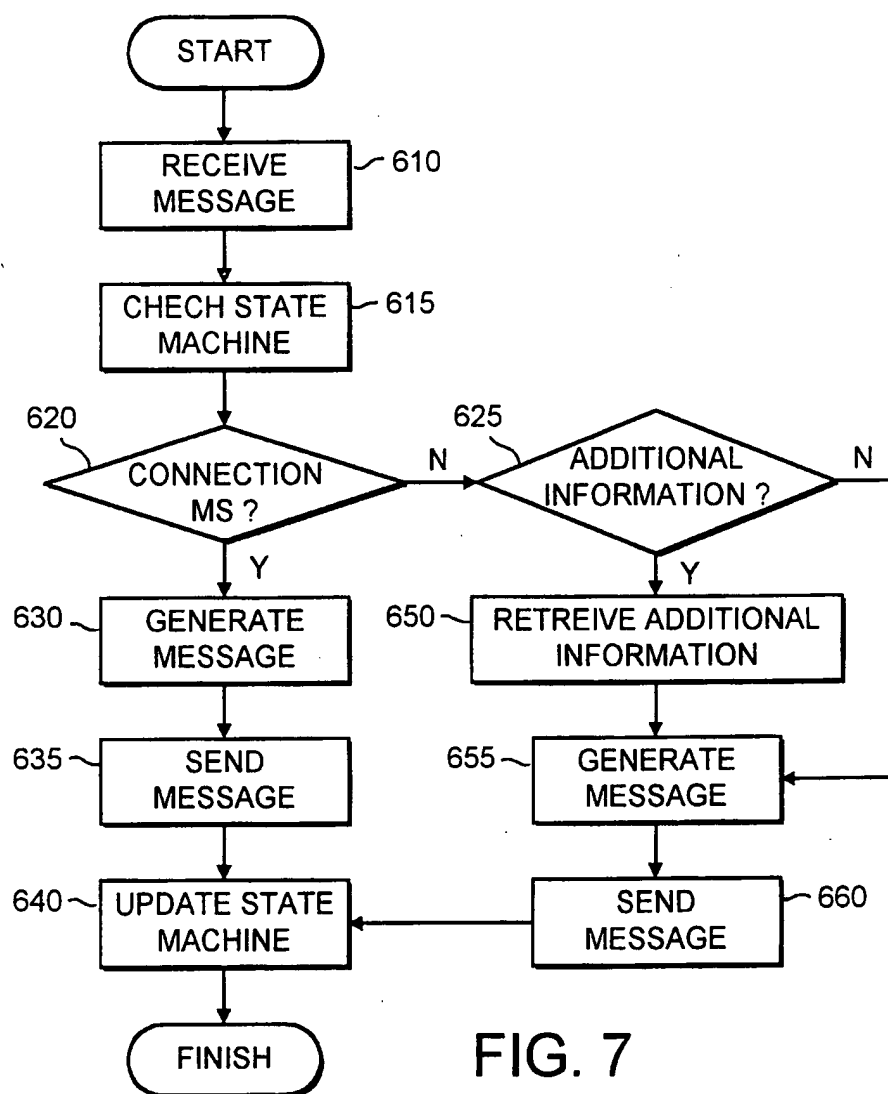 START
RECEIVE
MESSAGE
610
CHECH STATE
MACHINE
615
620
CONNECTION
MS ?
N
Y
625
ADDITIONAL
INFORMATION ?
N
Y
630
GENERATE
MESSAGE
650
RETREIVE ADDITIONAL
INFORMATION
635
SEND
MESSAGE
655
GENERATE
MESSAGE
640
UPDATE STATE
MACHINE
SEND
MESSAGE
660
FINISH
FIG. 7